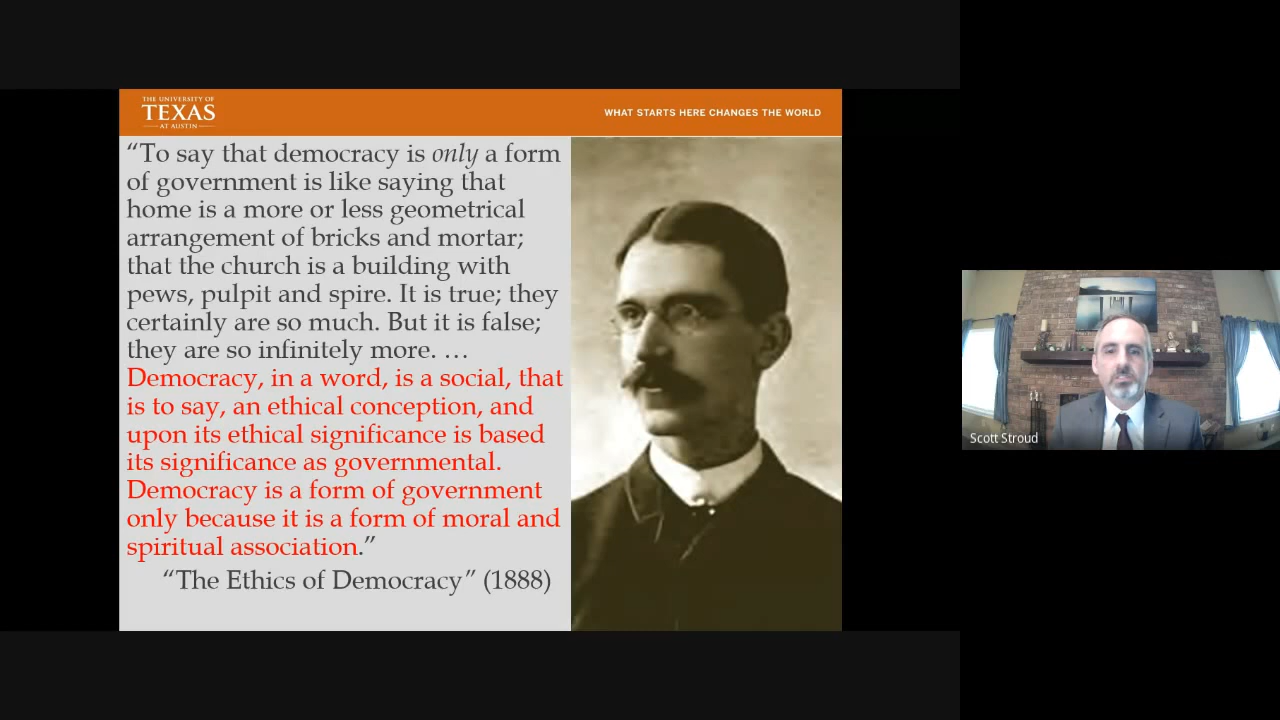 THE UNIVERSITY OF
TEXAS
AT AUSTIN
WHAT STARTS HERE CHANGES THE WORLD
“To say that democracy is only a form
of government is like saying that
home is a more or less geometrical
arrangement of bricks and mortar;
that the church is a building with
pews, pulpit and spire. It is true; they
certainly are so much. But it is false;
they are so infinitely more. …
Democracy, in a word, is a social, that
is to say, an ethical conception, and
upon its ethical significance is based
its significance as governmental.
Democracy is a form of government
only because it is a form of moral and
spiritual association.”
“The Ethics of Democracy” (1888)
Scott Stroud